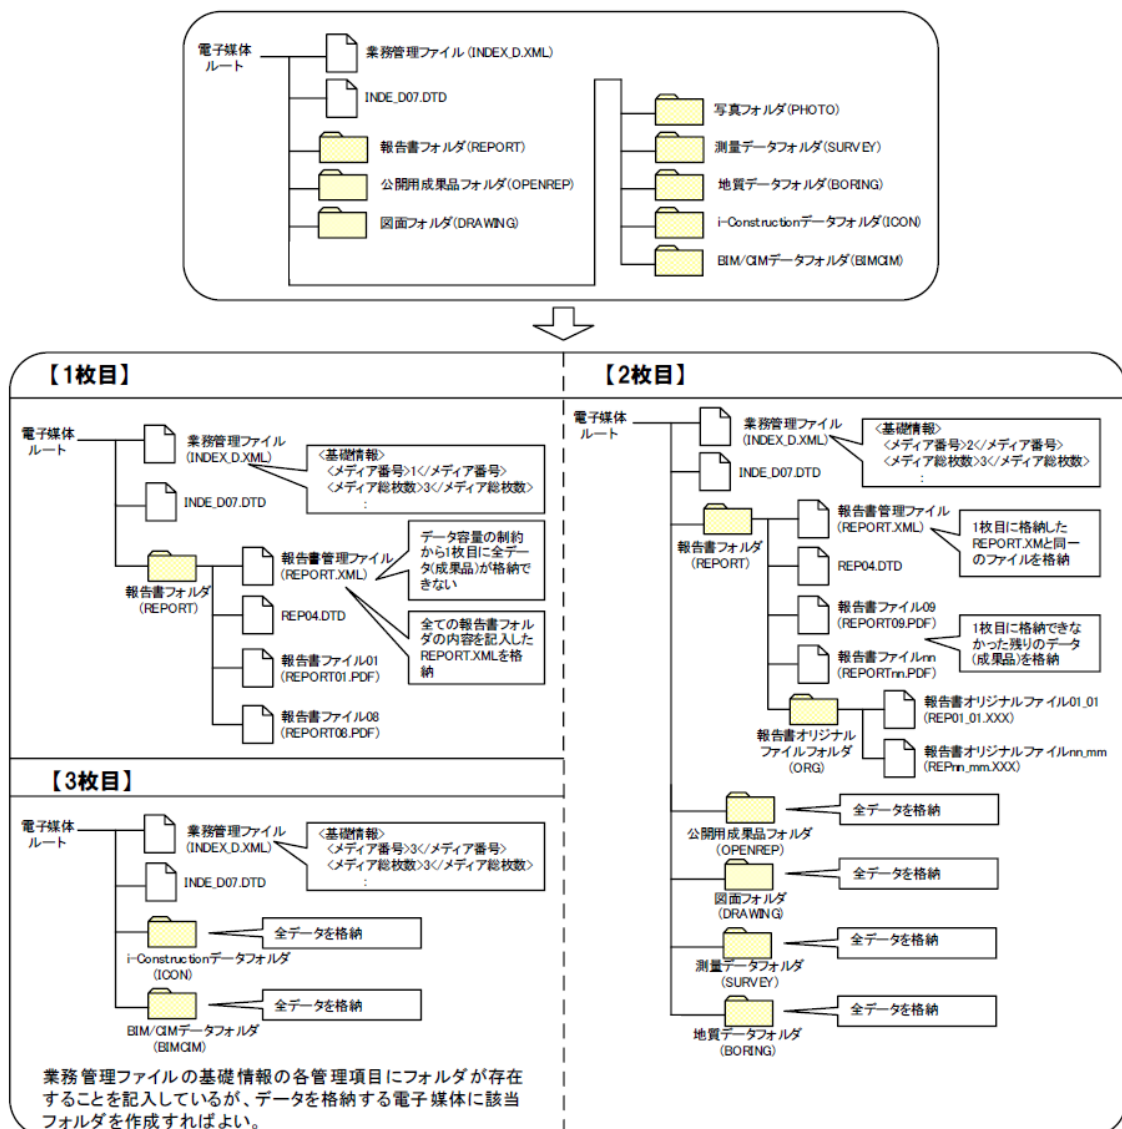 電子媒体
ルート
業務管理ファイル(INDEX_D.XML)
INDE_D07.DTD
報告書フォルダ(REPORT)
公開用成果品フォルダ(OPENREP)
図面フォルダ(DRAWING)
写真フォルダ(PHOTO)
測量データフォルダ(SURVEY)
地質データフォルダ(BORING)
i-Constructionデータフォルダ(ICON)
BIM/CIMデータフォルダ(BIMCIM)
【1枚目】
電子媒体
ルート
業務管理ファイル
(INDEX_D.XML)
<基礎情報>
<メディア番号>1</メディア番号>
<メディア総枚数>3</メディア総枚数>
:
INDE_D07.DTD
報告書フォルダ
(REPORT)
報告書管理ファイル
(REPORT.XML)
データ容量の制約
から1枚目に全デー
タ(成果品)が格納で
きない
REP04.DTD
全ての報告書フォル
ダの内容を記入した
REPORT.XMLを格
納
報告書ファイル01
(REPORT01.PDF)
報告書ファイル08
(REPORT08.PDF)
【2枚目】
電子媒体
ルート
業務管理ファイル
(INDEX_D.XML)
<基礎情報>
<メディア番号>2</メディア番号>
<メディア総枚数>3</メディア総枚数>
:
INDE_D07.DTD
報告書フォルダ
(REPORT)
報告書管理ファイル
(REPORT.XML)
1枚目に格納した
REPORT.XMと同一
のファイルを格納
REP04.DTD
報告書ファイル09
(REPORT09.PDF)
1枚目に格納できな
かった残りのデータ
(成果品)を格納
報告書ファイルnn
(REPORTnn.PDF)
報告書オリジナル
ファイルフォルダ
(ORG)
報告書オリジナルファイル01_01
(REP01_01.XXX)
報告書オリジナルファイルnn_mm
(REPnn_mm.XXX)
公開用成果品フォルダ
(OPENREP)
全データを格納
図面フォルダ
(DRAWING)
全データを格納
測量データフォルダ
(SURVEY)
全データを格納
地質データフォルダ
(BORING)
全データを格納
【3枚目】
電子媒体
ルート
業務管理ファイル
(INDEX_D.XML)
<基礎情報>
<メディア番号>3</メディア番号>
<メディア総枚数>3</メディア総枚数>
:
INDE_D07.DTD
i-Constructionデータフォルダ
(ICON)
全データを格納
BIM/CIMデータフォルダ
(BIMCIM)
全データを格納
業務管理ファイルの基礎情報の各管理項目にフォルダが存在
することを記入しているが、データを格納する電子媒体に該当
フォルダを作成すればよい。